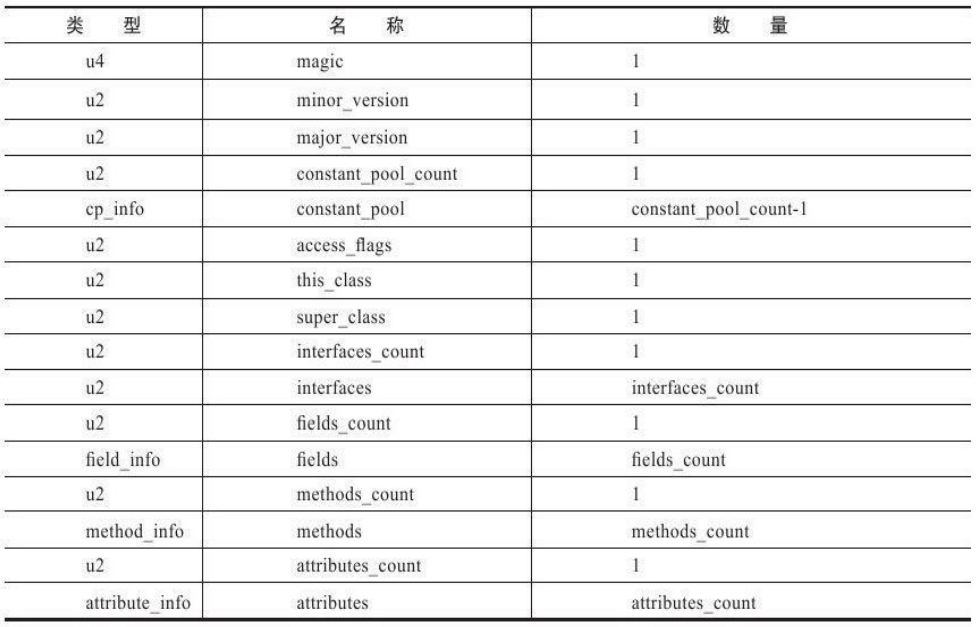 类 型 名 称 数 量
u4 magic 1
u2 minor_version 1
u2 major_version 1
u2 constant_pool_count 1
cp_info constant_pool constant_pool_count-1
u2 access_flags 1
u2 this_class 1
u2 super_class 1
u2 interfaces_count 1
u2 interfaces interfaces_count
u2 fields_count 1
field_info fields fields_count
u2 methods_count 1
method_info methods methods_count
u2 attributes_count 1
attribute_info attributes attributes_count